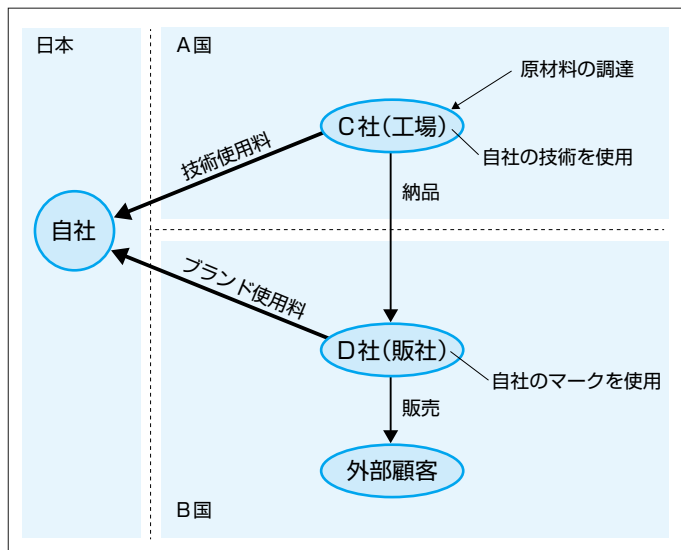 日本
A国
原材料の調達
C社(工場)
自社の技術を使用
技術使用料
納品
自社
ブランド使用料
D社(販社)
自社のマークを使用
販売
外部顧客
B国